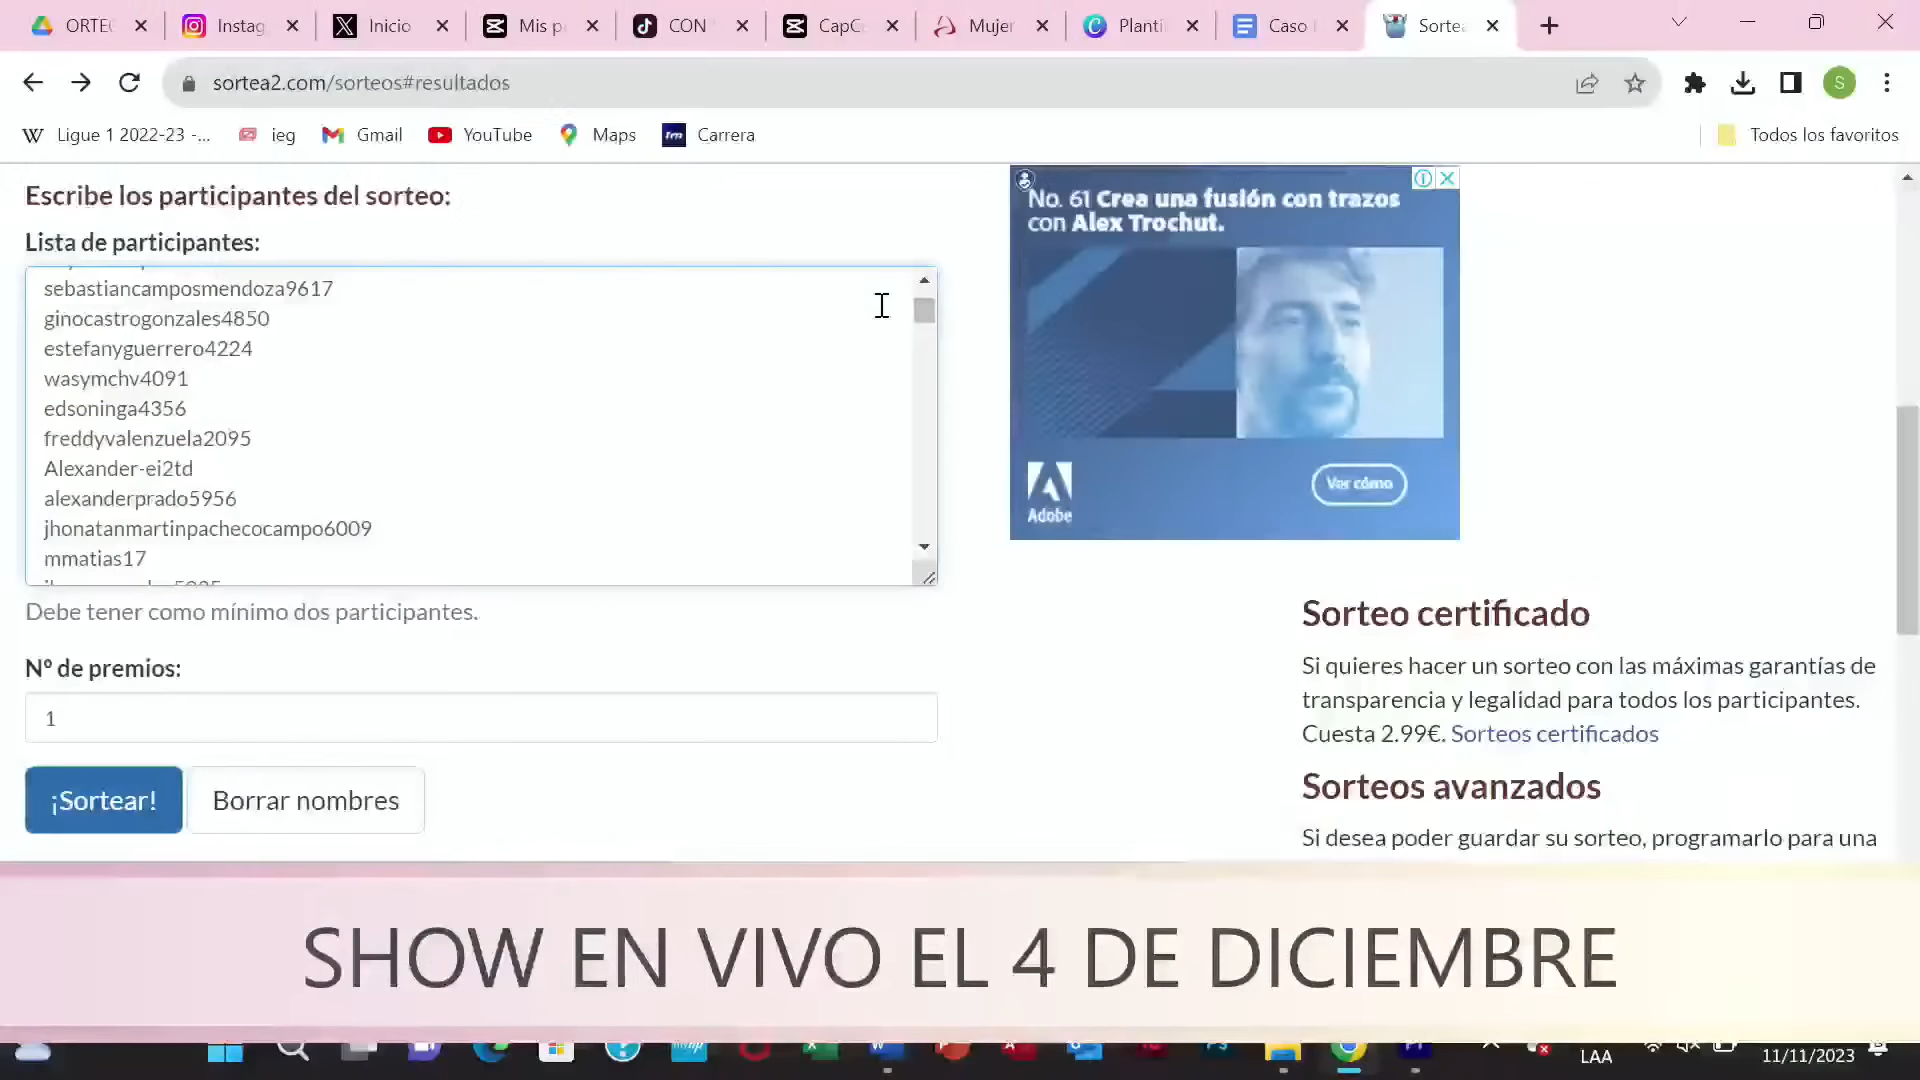 ORTEG
Instag
Inicio
Mis p
CON
CapC
Mujer
Planti
Caso
Sortea
sortea2.com/sorteos#resultados
S
Ligue 1 2022-23 -...
ieg
Gmail
YouTube
Maps
Carrera
Todos los favoritos
Escribe los participantes del sorteo:
Lista de participantes:
sebastiancamposmendoza9617
ginocastrogonzales4850
estefanyguerrero4224
wasymchv4091
edsoninga4356
freddyvalenzuela2095
Alexander-ei2td
alexanderprado5956
jhonatanmartinpachecocampo6009
mmatias17
Debe tener como mínimo dos participantes.
Nº de premios:
1
¡Sortear!
Borrar nombres
No. 61 Crea una fusión con trazos
con Alex Trochut.
Adobe
Ver cómo
Sorteo certificado
Si quieres hacer un sorteo con las máximas garantías de
transparencia y legalidad para todos los participantes.
Cuesta 2.99€. Sorteos certificados
Sorteos avanzados
Si desea poder guardar su sorteo, programarlo para una
SHOW EN VIVO EL 4 DE DICIEMBRE
LAA
11/11/2023